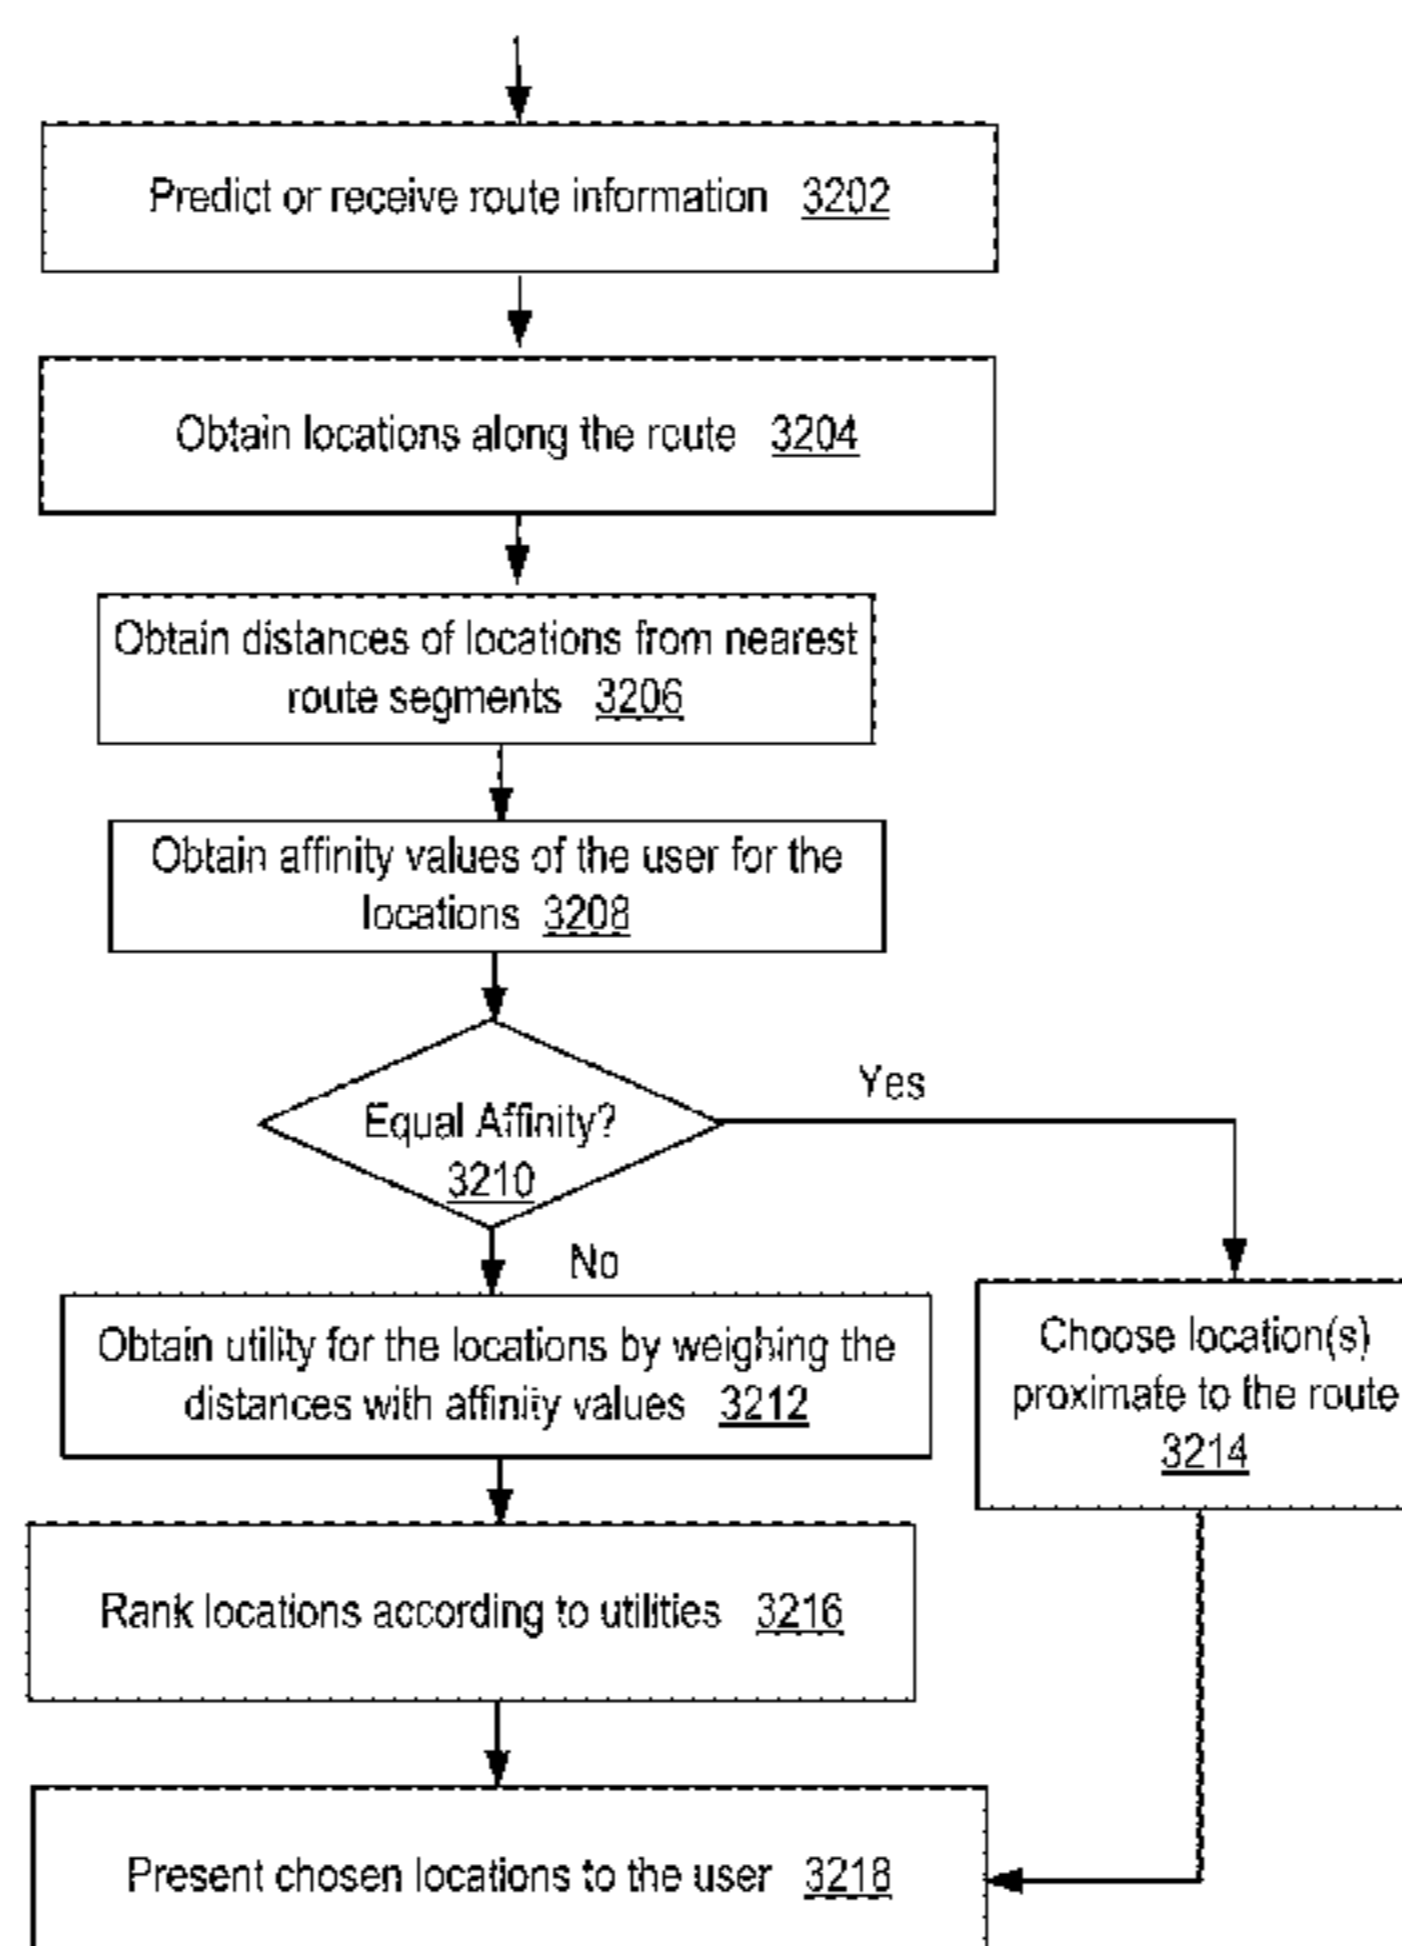 Predict or receive route information 3202
Obtain locations along the route 3204
Obtain distances of locations from nearest
route segments 3206
Obtain affinity values of the user for the
locations 3208
Equal Affinity?
3210
Yes
No
Obtain utility for the locations by weighing the
distances with affinity values 3212
Choose location(s)
proximate to the route
3214
Rank locations according to utilities 3216
Present chosen locations to the user 3218